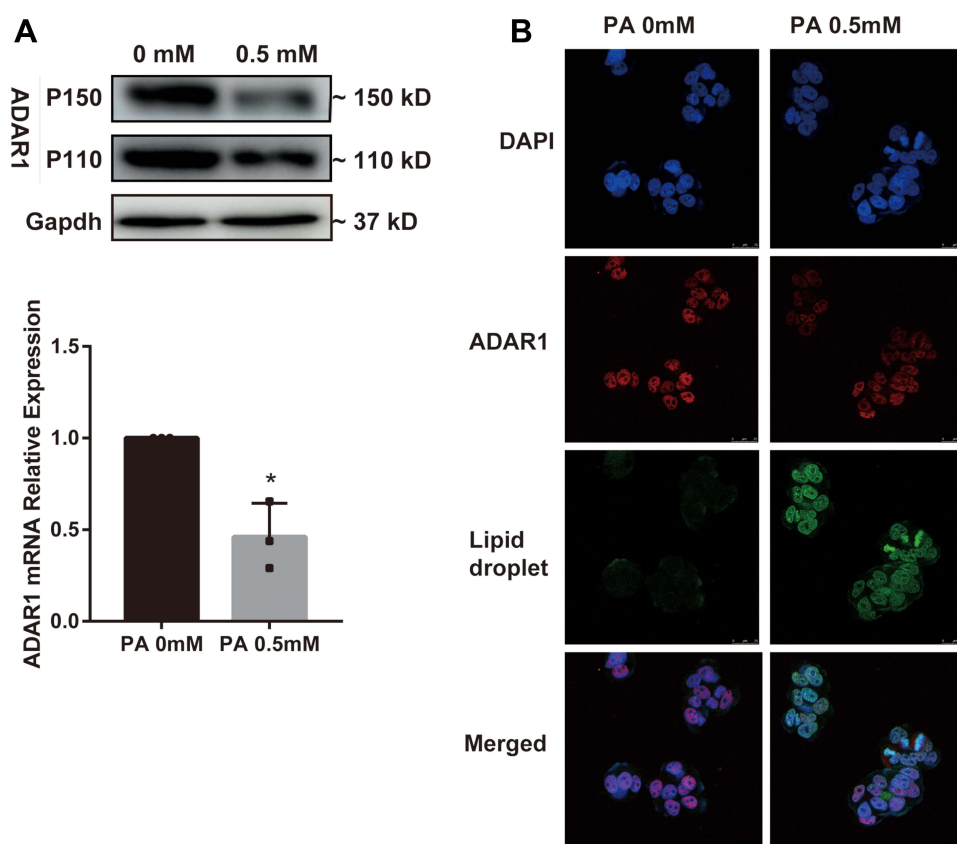 A
0 mM 0.5 mM
ADAR1
P150 ~ 150 kD
P110 ~ 110 kD
Gapdh ~ 37 kD
ADAR1 mRNA Relative Expression
1.5
1.0
0.5
0.0
*
PA 0mM PA 0.5mM
B
PA 0mM PA 0.5mM
DAPI
ADAR1
Lipid
droplet
Merged